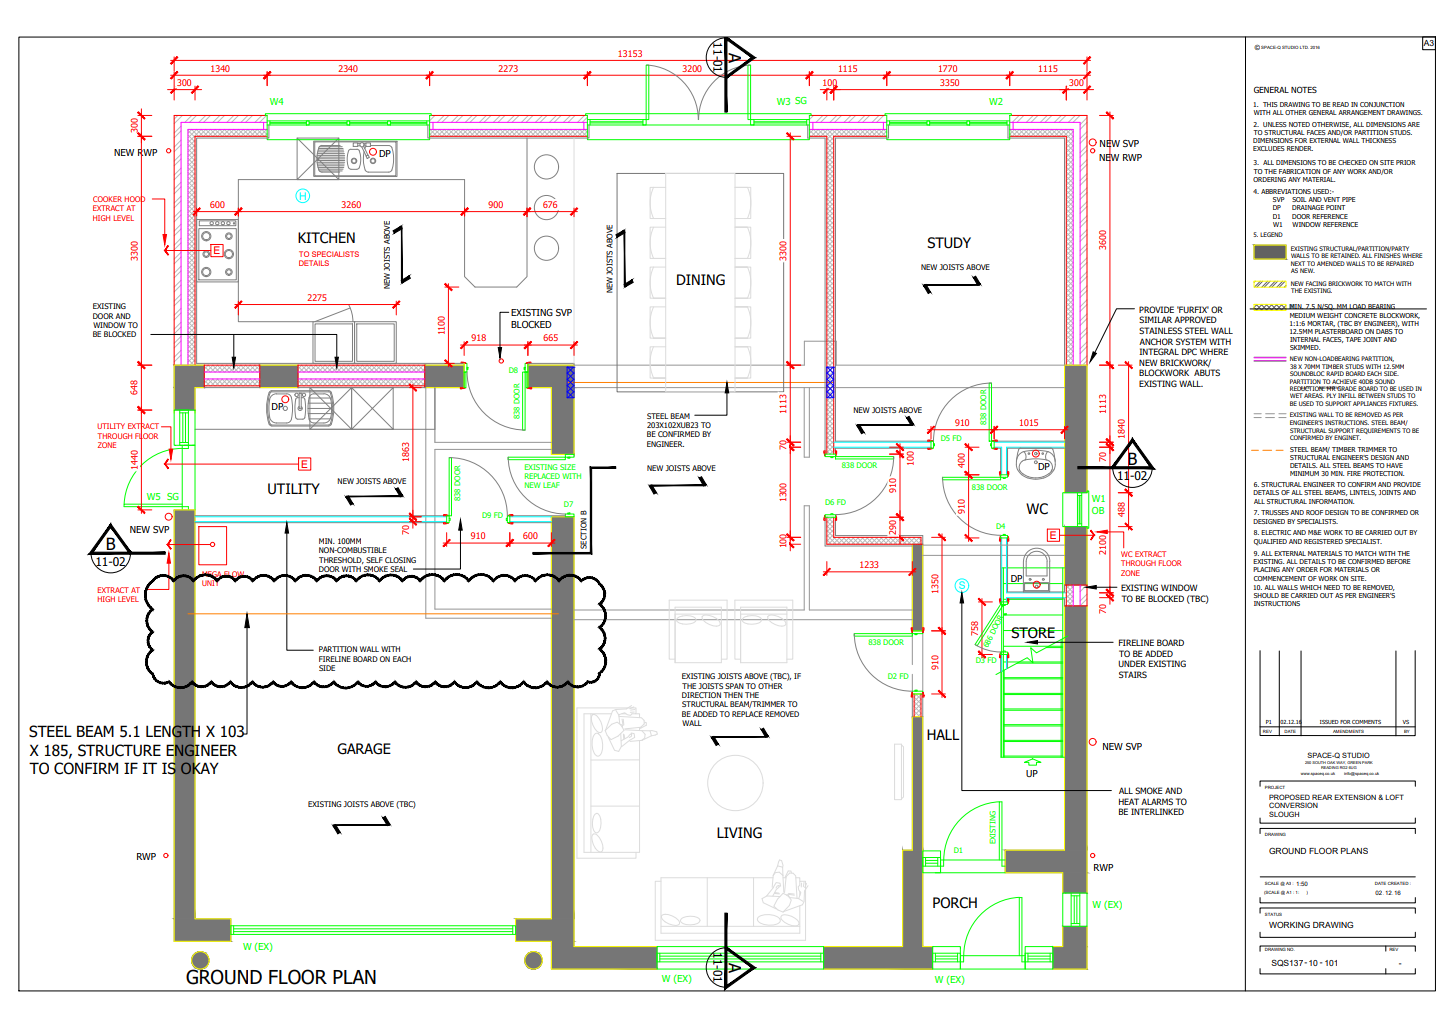 13153
1340
2340
2273
3200
1115
1770
1115
300
100
3350
300
11-01
A
W4
W3 SG
W2
300
NEW RWP
DP
H
NEW SVP
NEW RWP
COOKER HOOD
EXTRACT AT
HIGH LEVEL
600
3260
900
676
3300
E
KITCHEN
TO SPECIALISTS
DETAILS
NEW JOISTS ABOVE
NEW JOISTS ABOVE
DINING
3300
STUDY
NEW JOISTS ABOVE
3600
2275
EXISTING
DOOR AND
WINDOW TO
BE BLOCKED
1100
EXISTING SVP
BLOCKED
918
665
PROVIDE 'FURFIX' OR
SIMILAR APPROVED
STAINLESS STEEL WALL
ANCHOR SYSTEM WITH
INTEGRAL DPC WHERE
NEW BRICKWORK/
BLOCKWORK ABUTS
EXISTING WALL.
648
D8
838 DOOR
DP
1113
STEEL BEAM
203X102XUB23 TO
BE CONFIRMED BY
ENGINEER.
NEW JOISTS ABOVE
838 DOOR
910
1015
D5 FD
1113
1840
UTILITY EXTRACT
THROUGH FLOOR
ZONE
1440
E
1863
838 DOOR
EXISTING SIZE
REPLACED WITH
NEW LEAF
NEW JOISTS ABOVE
70
838 DOOR
100
400
DP
70
B
11-02
UTILITY
NEW JOISTS ABOVE
W5 SG
D7
1300
910
D6 FD
838 DOOR
910
WC
W1
OB
488
NEW SVP
B
11-02
70
D9 FD
910
600
SECTION B
100
290
D4
E
2100
MIN. 100MM
NON-COMBUSTIBLE
THRESHOLD, SELF CLOSING
DOOR WITH SMOKE SEAL
WC EXTRACT
THROUGH FLOOR
ZONE
MEGA FLOW
UNIT
EXTRACT AT
HIGH LEVEL
1233
1350
S
DP
EXISTING WINDOW
TO BE BLOCKED (TBC)
70
758
686 DOOR
STORE
FIRELINE BOARD
TO BE ADDED
UNDER EXISTING
STAIRS
838 DOOR
D3 FD
910
D2 FD
PARTITION WALL WITH
FIRELINE BOARD ON EACH
SIDE
EXISTING JOISTS ABOVE (TBC), IF
THE JOISTS SPAN TO OTHER
DIRECTION THEN THE
STRUCTURAL BEAM/TRIMMER TO
BE ADDED TO REPLACE REMOVED
WALL
STEEL BEAM 5.1 LENGTH X 103
X 185, STRUCTURE ENGINEER
TO CONFIRM IF IT IS OKAY
GARAGE
HALL
NEW SVP
UP
EXISTING JOISTS ABOVE (TBC)
ALL SMOKE AND
HEAT ALARMS TO
BE INTERLINKED
LIVING
EXISTING
D1
RWP
RWP
PORCH
W (EX)
W (EX)
W (EX)
W (EX)
11-01
A
GROUND FLOOR PLAN
A3
© SPACE-Q STUDIO LTD. 2016
GENERAL NOTES
1. THIS DRAWING TO BE READ IN CONJUNCTION
WITH ALL OTHER GENERAL ARRANGEMENT DRAWINGS.
2. UNLESS NOTED OTHERWISE, ALL DIMENSIONS ARE
TO STRUCTURAL FACES AND/OR PARTITION STUDS.
DIMENSIONS FOR EXTERNAL WALL THICKNESS
EXCLUDES RENDER.
3. ALL DIMENSIONS TO BE CHECKED ON SITE PRIOR
TO THE FABRICATION OF ANY WORK AND/OR
ORDERING ANY MATERIAL.
4. ABBREVIATIONS USED:-
SVP SOIL AND VENT PIPE
DP DRAINAGE POINT
D1 DOOR REFERENCE
W1 WINDOW REFERENCE
5. LEGEND
EXISTING STRUCTURAL/PARTITION/PARTY
WALLS TO BE RETAINED. ALL FINISHES WHERE
NEXT TO AMENDED WALLS TO BE REPAIRED
AS NEW.
NEW FACING BRICKWORK TO MATCH WITH
THE EXISTING.
MIN. 7.5 N/SQ. MM LOAD BEARING
MEDIUM WEIGHT CONCRETE BLOCKWORK,
1:1:6 MORTAR, (TBC BY ENGINEER), WITH
12.5MM PLASTERBOARD ON DABS TO
INTERNAL FACES, TAPE JOINT AND
SKIMMED.
NEW NON-LOADBEARING PARTITION,
38 X 70MM TIMBER STUDS WITH 12.5MM
SOUNDBLOC RAPID BOARD EACH SIDE.
PARTITION TO ACHIEVE 40DB SOUND
REDUCTION. MR GRADE BOARD TO BE USED IN
WET AREAS. PLY INFILL BETWEEN STUDS TO
BE USED TO SUPPORT APPLIANCES FIXTURES.
EXISTING WALL TO BE REMOVED AS PER
ENGINEER'S INSTRUCTIONS. STEEL BEAM/
STRUCTURAL SUPPORT REQUIREMENTS TO BE
CONFIRMED BY ENGINET.
STEEL BEAM/ TIMBER TRIMMER TO
STRUCTURAL ENGINEER'S DESIGN AND
DETAILS. ALL STEEL BEAMS TO HAVE
MINIMUM 30 MIN. FIRE PROTECTION.
6. STRUCTURAL ENGINEER TO CONFIRM AND PROVIDE
DETAILS OF ALL STEEL BEAMS, LINTELS, JOINTS AND
ALL STRUCTURAL INFORMATION.
7. TRUSSES AND ROOF DESIGN TO BE CONFIRMED OR
DESIGNED BY SPECIALISTS.
8. ELECTRIC AND M&E WORK TO BE CARRIED OUT BY
QUALIFIED AND REGISTERED SPECIALIST.
9. ALL EXTERNAL MATERIALS TO MATCH WITH THE
EXISTING. ALL DETAILS TO BE CONFIRMED BEFORE
PLACING ANY ORDER FOR MATERIALS OR
COMMENCEMENT OF WORK ON SITE.
10. ALL WALLS WHICH NEED TO BE REMOVED,
SHOULD BE CARRIED OUT AS PER ENGINEER'S
INSTRUCTIONS
P1 02.12.16 ISSUED FOR COMMENTS VS
REV DATE AMENDMENTS BY
SPACE-Q STUDIO
READING RG2 6UG
www.spaceq.co.uk info@spaceq.co.uk
PROJECT
PROPOSED REAR EXTENSION & LOFT
CONVERSION
SLOUGH
DRAWING
GROUND FLOOR PLANS
SCALE @ A3 : 1:50 DATE CREATED :
(SCALE @ A1 : 1: ) 02.12.16
STATUS
WORKING DRAWING
DRAWING NO. REV
SQS137-10-101 -